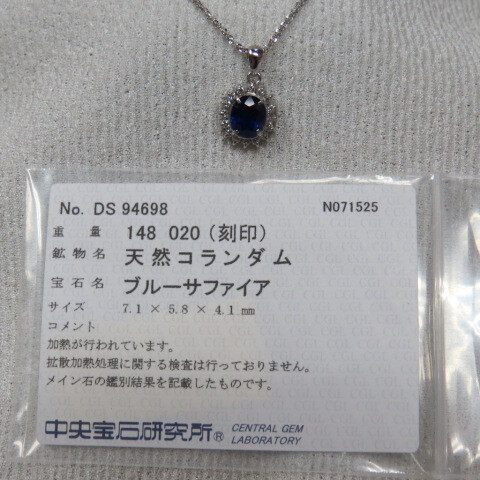 No. DS 94698 N071525
重量 148 020 (刻印)
鉱物名 天然コランダム
宝石名 ブルーサファイア
サイズ 7.1 × 5.8 × 4.1 mm
コメント
加熱が行われています。
拡散加熱処理に関する検査は行っておりません。
メイン石の鑑別結果を記載したものです。
中央宝石研究所® CENTRAL GEM
LABORATORY